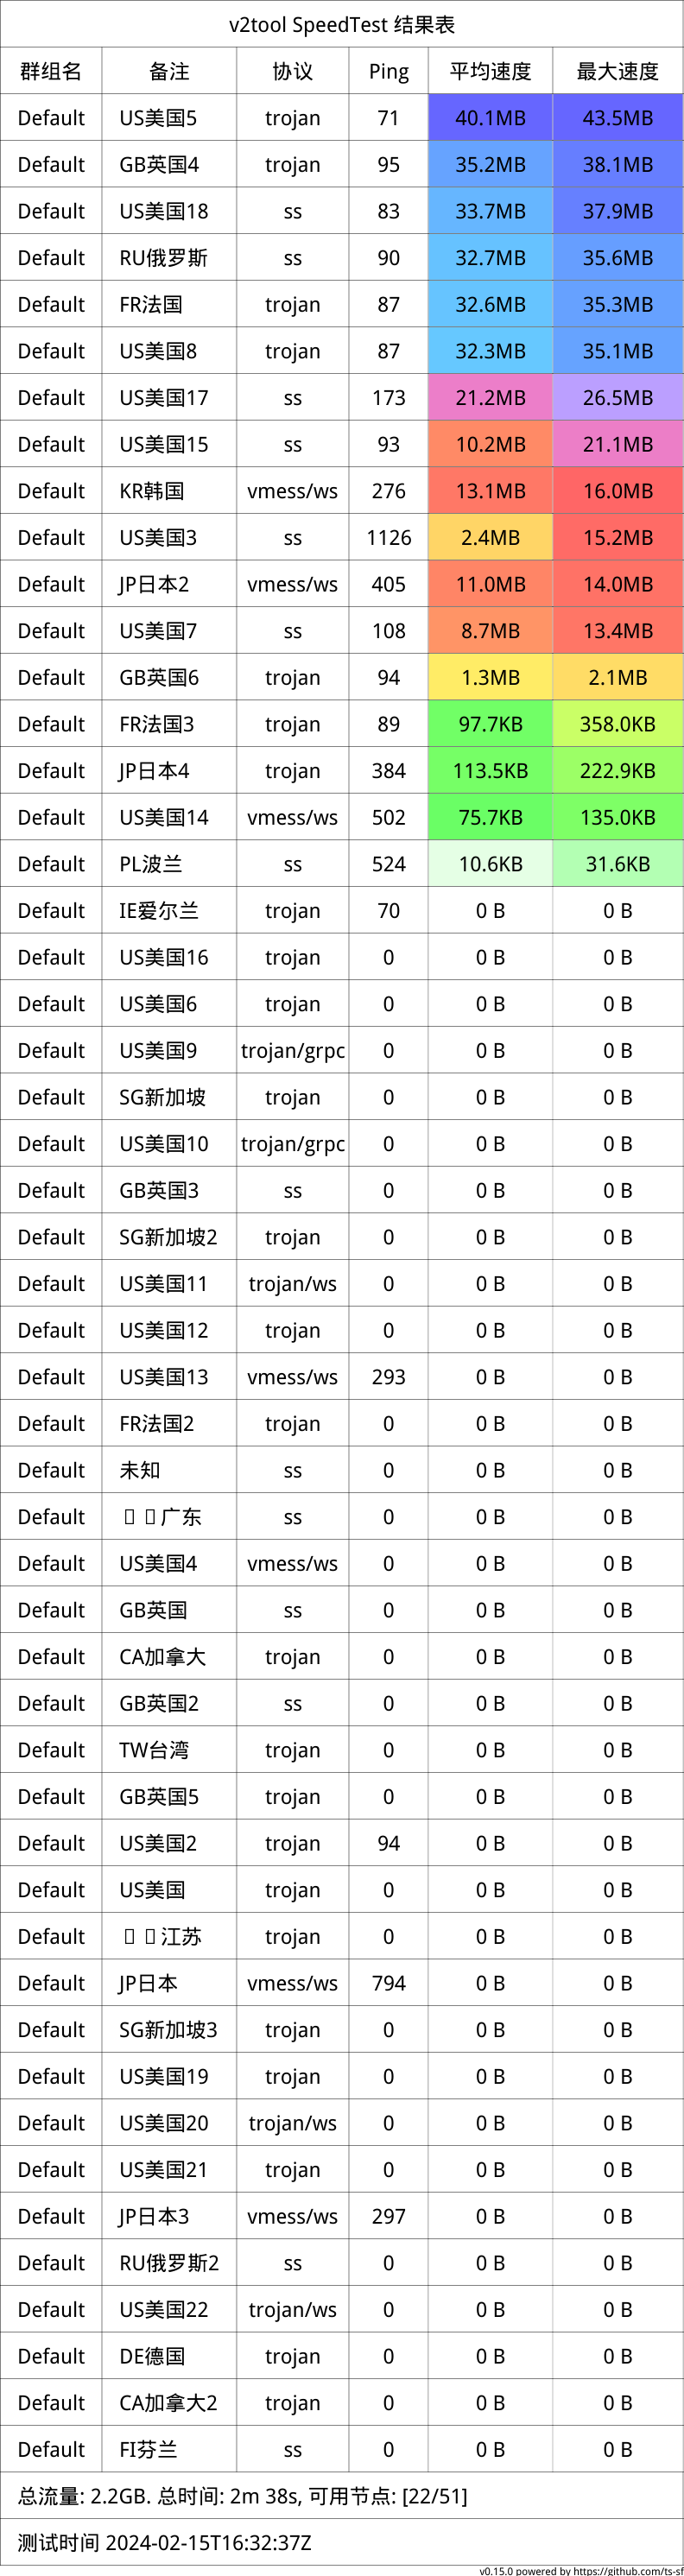 v2tool SpeedTest 结果表
群组名 备注 协议 Ping 平均速度 最大速度
Default US美国5 trojan 71 40.1MB 43.5MB
Default GB英国4 trojan 95 35.2MB 38.1MB
Default US美国18 ss 83 33.7MB 37.9MB
Default RU俄罗斯 ss 90 32.7MB 35.6MB
Default FR法国 trojan 87 32.6MB 35.3MB
Default US美国8 trojan 87 32.3MB 35.1MB
Default US美国17 ss 173 21.2MB 26.5MB
Default US美国15 ss 93 10.2MB 21.1MB
Default KR韩国 vmess/ws 276 13.1MB 16.0MB
Default US美国3 ss 1126 2.4MB 15.2MB
Default JP日本2 vmess/ws 405 11.0MB 14.0MB
Default US美国7 ss 108 8.7MB 13.4MB
Default GB英国6 trojan 94 1.3MB 2.1MB
Default FR法国3 trojan 89 97.7KB 358.0KB
Default JP日本4 trojan 384 113.5KB 222.9KB
Default US美国14 vmess/ws 502 75.7KB 135.0KB
Default PL波兰 ss 524 10.6KB 31.6KB
Default IE爱尔兰 trojan 70 0 B 0 B
Default US美国16 trojan 0 0 B 0 B
Default US美国6 trojan 0 0 B 0 B
Default US美国9 trojan/grpc 0 0 B 0 B
Default SG新加坡 trojan 0 0 B 0 B
Default US美国10 trojan/grpc 0 0 B 0 B
Default GB英国3 ss 0 0 B 0 B
Default SG新加坡2 trojan 0 0 B 0 B
Default US美国11 trojan/ws 0 0 B 0 B
Default US美国12 trojan 0 0 B 0 B
Default US美国13 vmess/ws 293 0 B 0 B
Default FR法国2 trojan 0 0 B 0 B
Default 未知 ss 0 0 B 0 B
Default 广东 ss 0 0 B 0 B
Default US美国4 vmess/ws 0 0 B 0 B
Default GB英国 ss 0 0 B 0 B
Default CA加拿大 trojan 0 0 B 0 B
Default GB英国2 ss 0 0 B 0 B
Default TW台湾 trojan 0 0 B 0 B
Default GB英国5 trojan 0 0 B 0 B
Default US美国2 trojan 94 0 B 0 B
Default US美国 trojan 0 0 B 0 B
Default 江苏 trojan 0 0 B 0 B
Default JP日本 vmess/ws 794 0 B 0 B
Default SG新加坡3 trojan 0 0 B 0 B
Default US美国19 trojan 0 0 B 0 B
Default US美国20 trojan/ws 0 0 B 0 B
Default US美国21 trojan 0 0 B 0 B
Default JP日本3 vmess/ws 297 0 B 0 B
Default RU俄罗斯2 ss 0 0 B 0 B
Default US美国22 trojan/ws 0 0 B 0 B
Default DE德国 trojan 0 0 B 0 B
Default CA加拿大2 trojan 0 0 B 0 B
Default FI芬兰 ss 0 0 B 0 B
总流量: 2.2GB. 总时间: 2m 38s, 可用节点: [22/51]
测试时间 2024-02-15T16:32:37Z
v0.15.0 powered by https://github.com/ts-sf